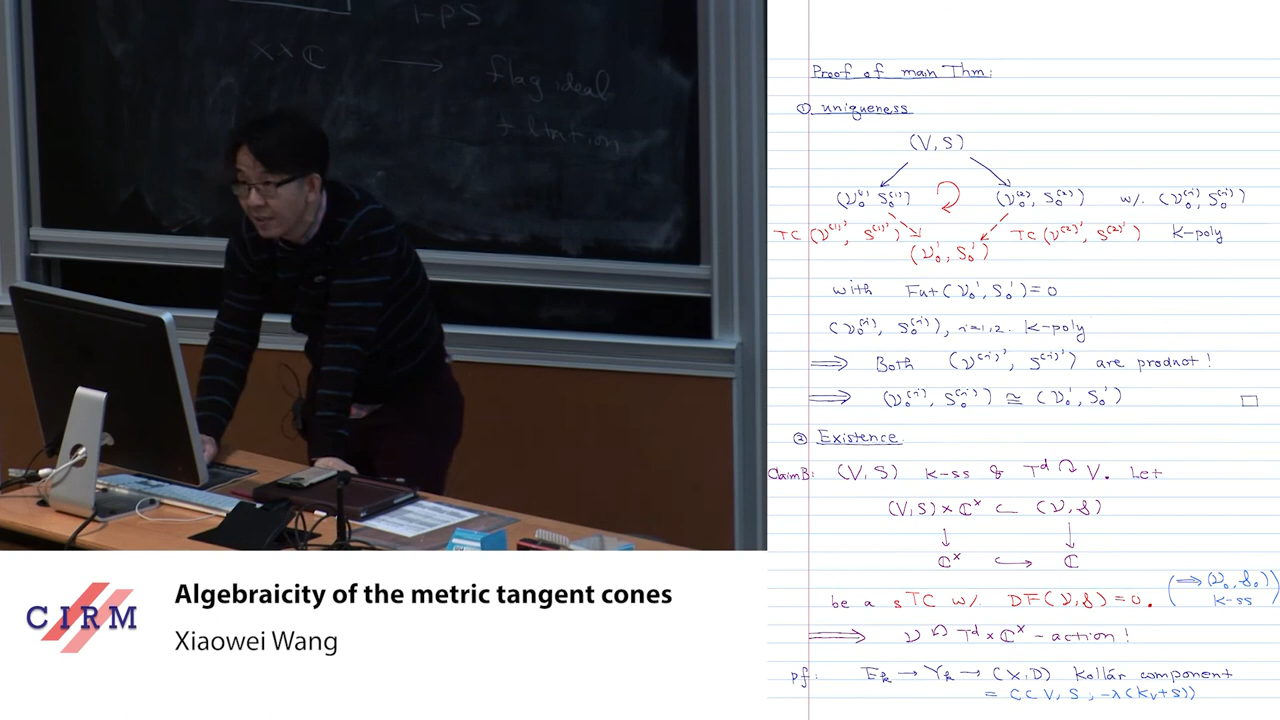 1-PS
X × ℂ ⟶ flag ideal
filtration
Proof of main Thm:
① uniqueness
(V, S)
(𝒱₀⁽¹⁾, S₀⁽¹⁾) (𝒱₀⁽²⁾, S₀⁽²⁾) w/. (𝒱₀⁽ⁱ⁾, S₀⁽ⁱ⁾)
TC (𝒱⁽¹⁾', S⁽¹⁾') TC (𝒱⁽²⁾', S⁽²⁾') K-poly
(𝒱₀', S₀')
with Fut(𝒱₀', S₀') = 0
(𝒱₀⁽ⁱ⁾, S₀⁽ⁱ⁾), i=1,2. K-poly
⟹ Both (𝒱⁽ⁱ⁾', S⁽ⁱ⁾') are product!
⟹ (𝒱₀⁽ⁱ⁾, S₀⁽ⁱ⁾) ≅ (𝒱₀', S₀') □
② Existence.
Claim B: (V, S) K-ss & Tᵈ ↷ V. Let
(V, S) × ℂˣ ⊂ (𝒱, 𝒮)
↓ ↓
ℂˣ ↪ ℂ
be a sTC w/. DF(𝒱, 𝒮) = 0. (⟹ (𝒱₀, 𝒮₀) K-ss)
⟹ 𝒱 ↶ Tᵈ × ℂˣ - action!
pf: E_k → Y_k → (X, D) Kollár component
= C(V, S; -λ(K_V+S))
CIRM
Algebraicity of the metric tangent cones
Xiaowei Wang